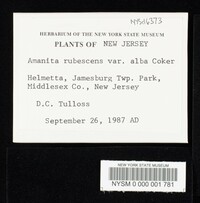 NYSd6373
HERBARIUM OF THE NEW YORK STATE MUSEUM
PLANTS OF NEW JERSEY
Amanita rubescens var. alba Coker
Helmetta, Jamesburg Twp. Park,
Middlesex Co., New Jersey
D.C. Tulloss
September 26, 1987 AD
NEW YORK STATE MUSEUM
NYSM 0 000 001 781